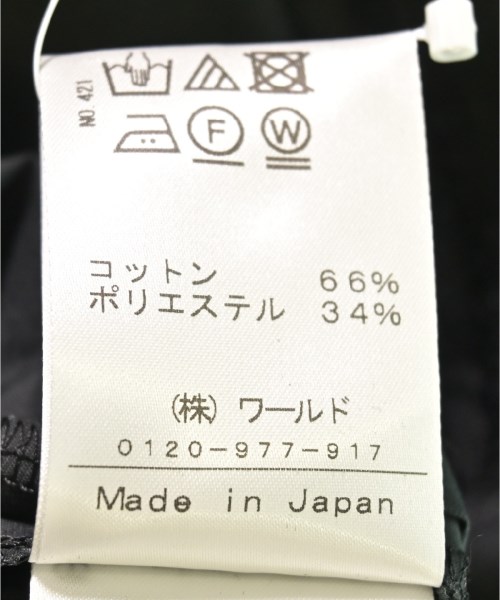 NO.421
F W
コットン 66%
ポリエステル 34%
(株) ワールド
0120-977-917
Made in Japan